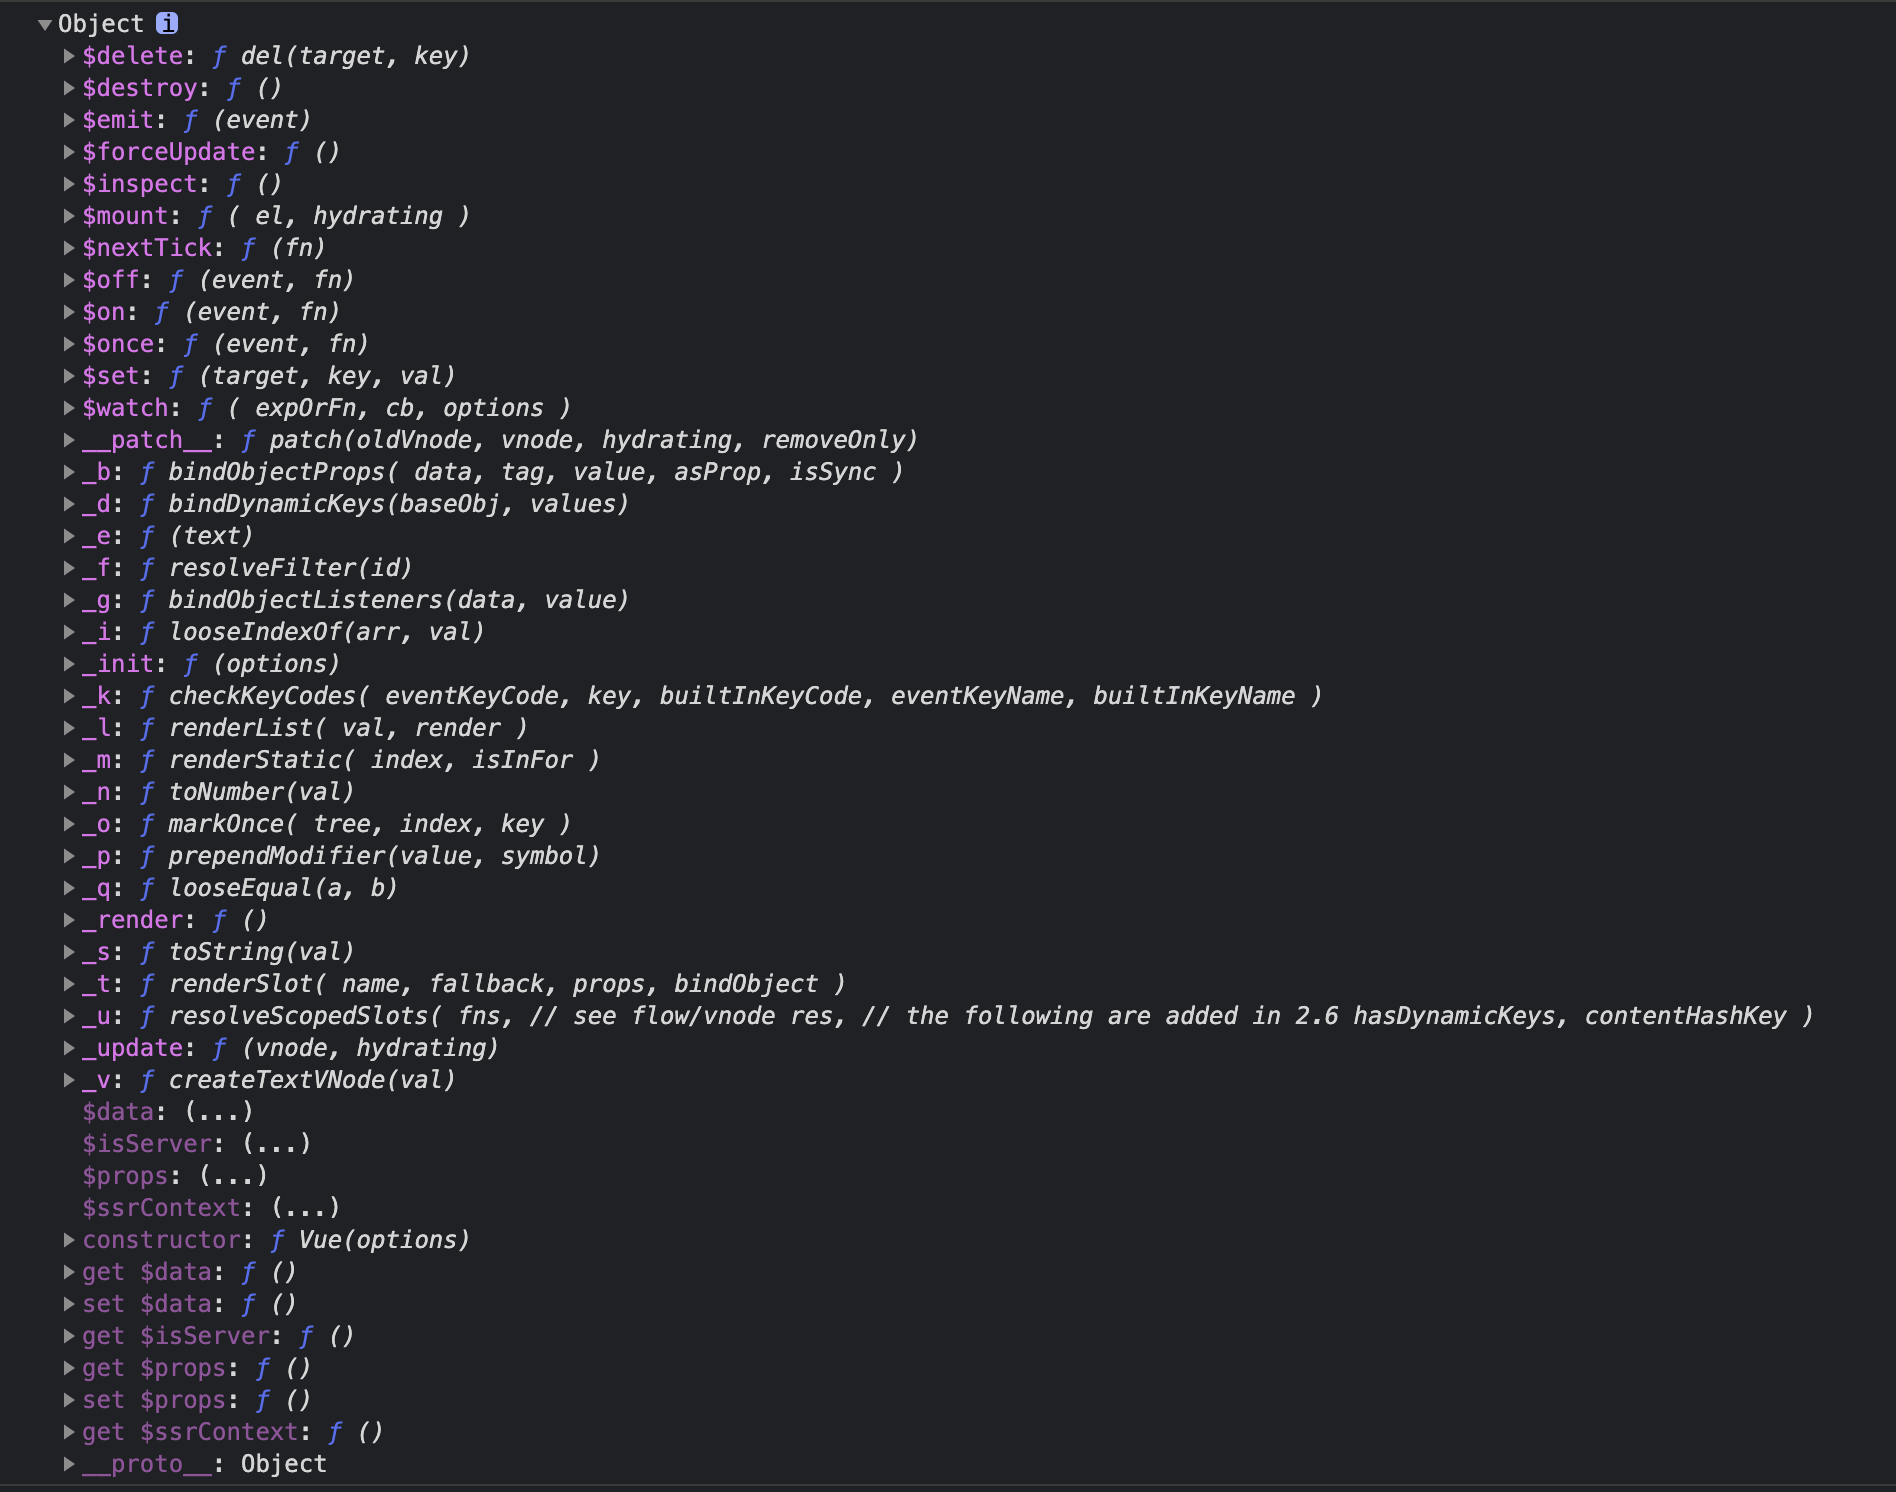 Object i
$delete: ƒ del(target, key)
$destroy: ƒ ()
$emit: ƒ (event)
$forceUpdate: ƒ ()
$inspect: ƒ ()
$mount: ƒ ( el, hydrating )
$nextTick: ƒ (fn)
$off: ƒ (event, fn)
$on: ƒ (event, fn)
$once: ƒ (event, fn)
$set: ƒ (target, key, val)
$watch: ƒ ( expOrFn, cb, options )
__patch__: ƒ patch(oldVnode, vnode, hydrating, removeOnly)
_b: ƒ bindObjectProps( data, tag, value, asProp, isSync )
_d: ƒ bindDynamicKeys(baseObj, values)
_e: ƒ (text)
_f: ƒ resolveFilter(id)
_g: ƒ bindObjectListeners(data, value)
_i: ƒ looseIndexOf(arr, val)
_init: ƒ (options)
_k: ƒ checkKeyCodes( eventKeyCode, key, builtInKeyCode, eventKeyName, builtInKeyName )
_l: ƒ renderList( val, render )
_m: ƒ renderStatic( index, isInFor )
_n: ƒ toNumber(val)
_o: ƒ markOnce( tree, index, key )
_p: ƒ prependModifier(value, symbol)
_q: ƒ looseEqual(a, b)
_render: ƒ ()
_s: ƒ toString(val)
_t: ƒ renderSlot( name, fallback, props, bindObject )
_u: ƒ resolveScopedSlots( fns, // see flow/vnode res, // the following are added in 2.6 hasDynamicKeys, contentHashKey )
_update: ƒ (vnode, hydrating)
_v: ƒ createTextVNode(val)
$data: (...)
$isServer: (...)
$props: (...)
$ssrContext: (...)
constructor: ƒ Vue(options)
get $data: ƒ ()
set $data: ƒ ()
get $isServer: ƒ ()
get $props: ƒ ()
set $props: ƒ ()
get $ssrContext: ƒ ()
__proto__: Object